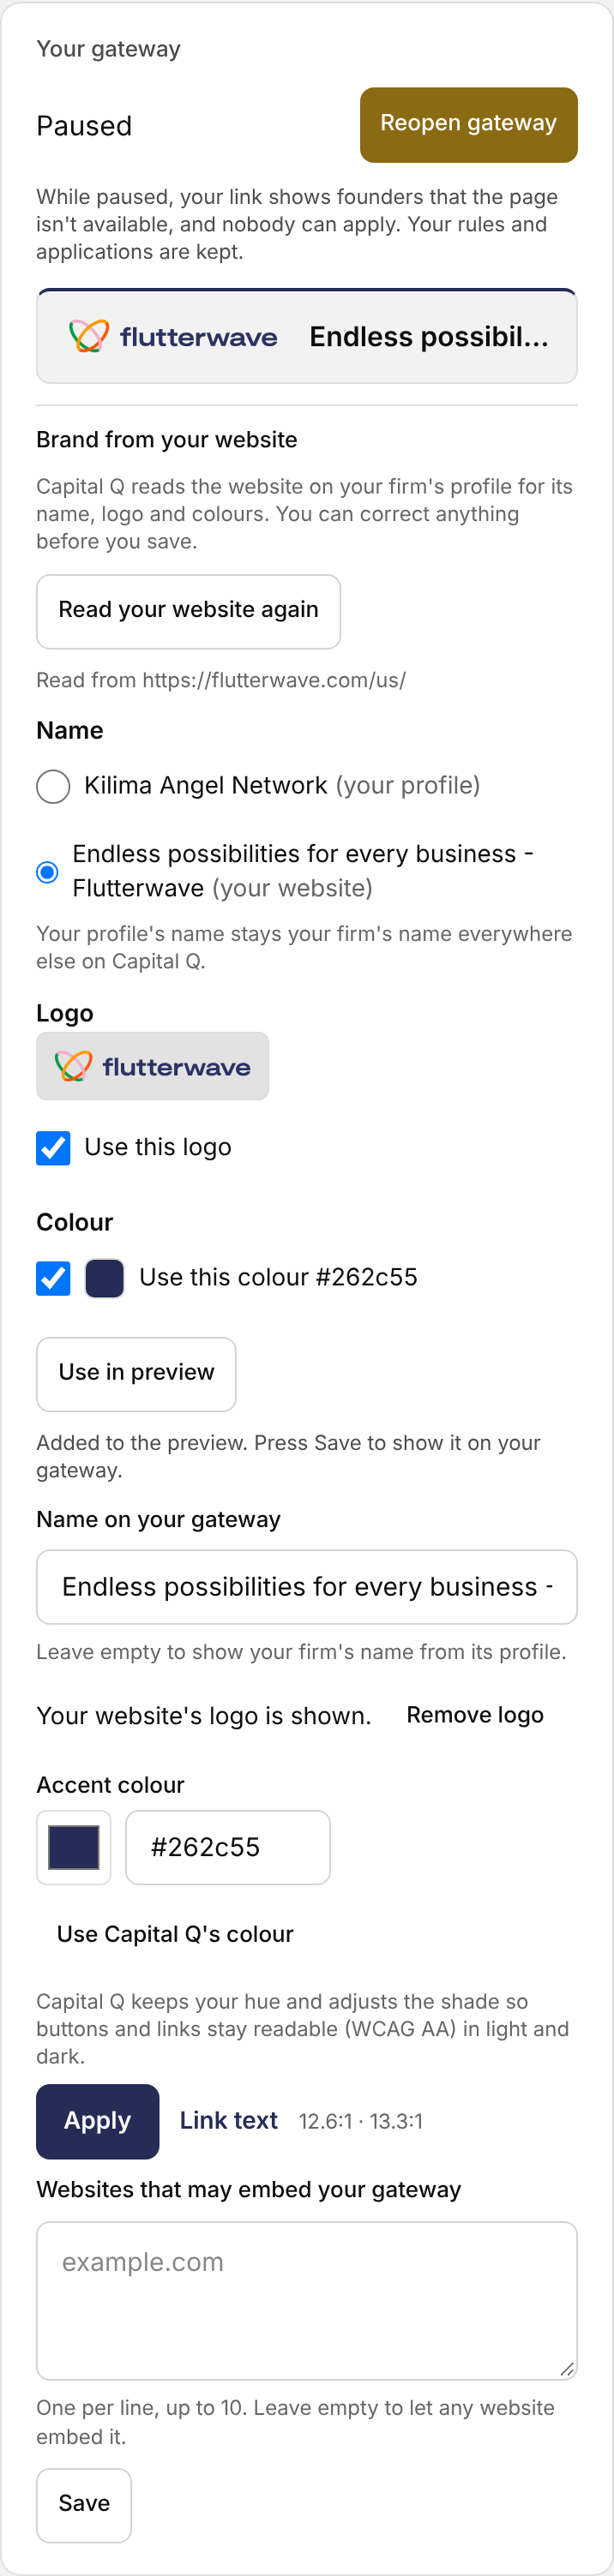 Your gateway
Paused
Reopen gateway
While paused, your link shows founders that the page
isn't available, and nobody can apply. Your rules and
applications are kept.
flutterwave
Endless possibil...
Brand from your website
Capital Q reads the website on your firm's profile for its
name, logo and colours. You can correct anything
before you save.
Read your website again
Read from https://flutterwave.com/us/
Name
Kilima Angel Network (your profile)
Endless possibilities for every business -
Flutterwave (your website)
Your profile's name stays your firm's name everywhere
else on Capital Q.
Logo
flutterwave
Use this logo
Colour
Use this colour #262c55
Use in preview
Added to the preview. Press Save to show it on your
gateway.
Name on your gateway
Endless possibilities for every business -
Leave empty to show your firm's name from its profile.
Your website's logo is shown.
Remove logo
Accent colour
#262c55
Use Capital Q's colour
Capital Q keeps your hue and adjusts the shade so
buttons and links stay readable (WCAG AA) in light and
dark.
Apply
Link text
12.6:1 · 13.3:1
Websites that may embed your gateway
example.com
One per line, up to 10. Leave empty to let any website
embed it.
Save